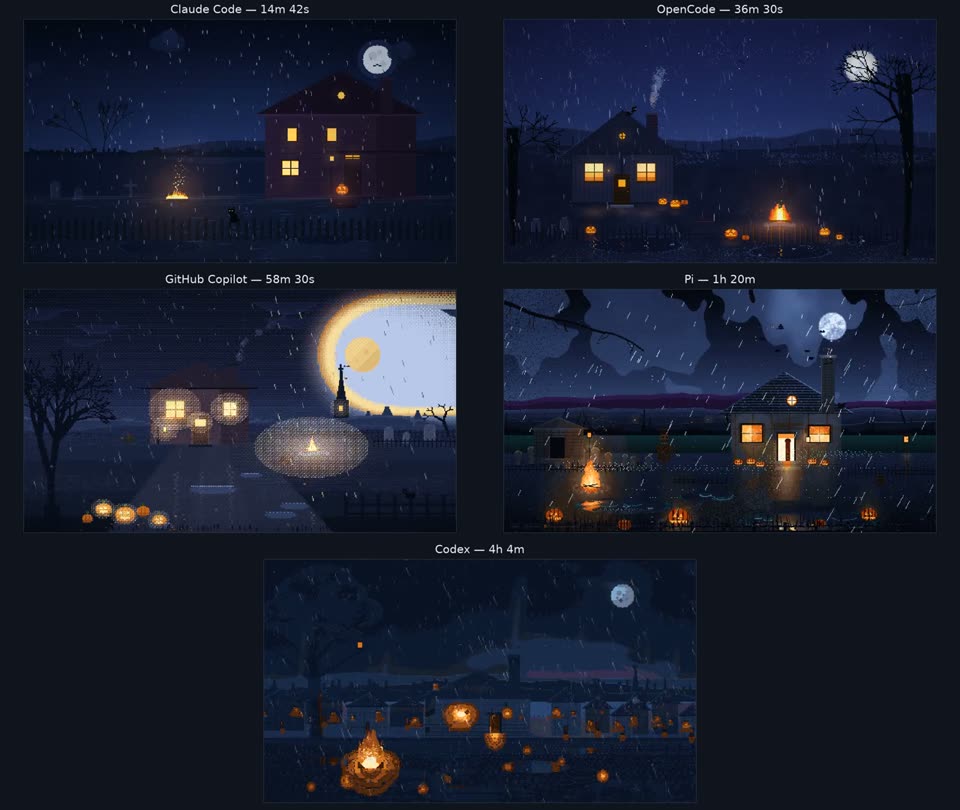 Claude Code — 14m 42s
OpenCode — 36m 30s
GitHub Copilot — 58m 30s
Pi — 1h 20m
Codex — 4h 4m